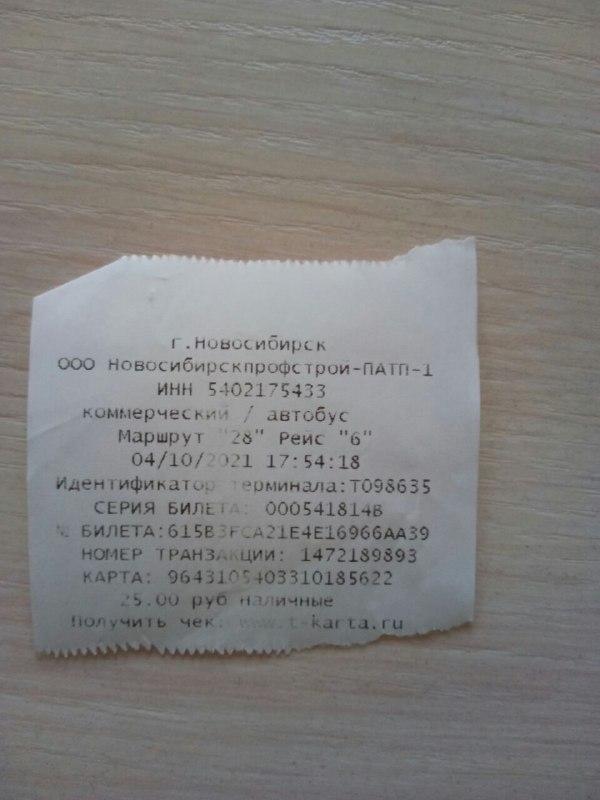 г.Новосибирск
ООО Новосибирскпрофстрой-ПАТП-1
ИНН 5402175433
коммерческий / автобус
Маршрут "28" Рейс "6"
04/10/2021 17:54:18
Идентификатор терминала:T098635
СЕРИЯ БИЛЕТА: 000541814В
№ БИЛЕТА:615B3FCA21E4E16966AA39
НОМЕР ТРАНЗАКЦИИ: 1472189893
КАРТА: 9643105403310185622
25.00 руб наличные
Получить чек: www.t-karta.ru